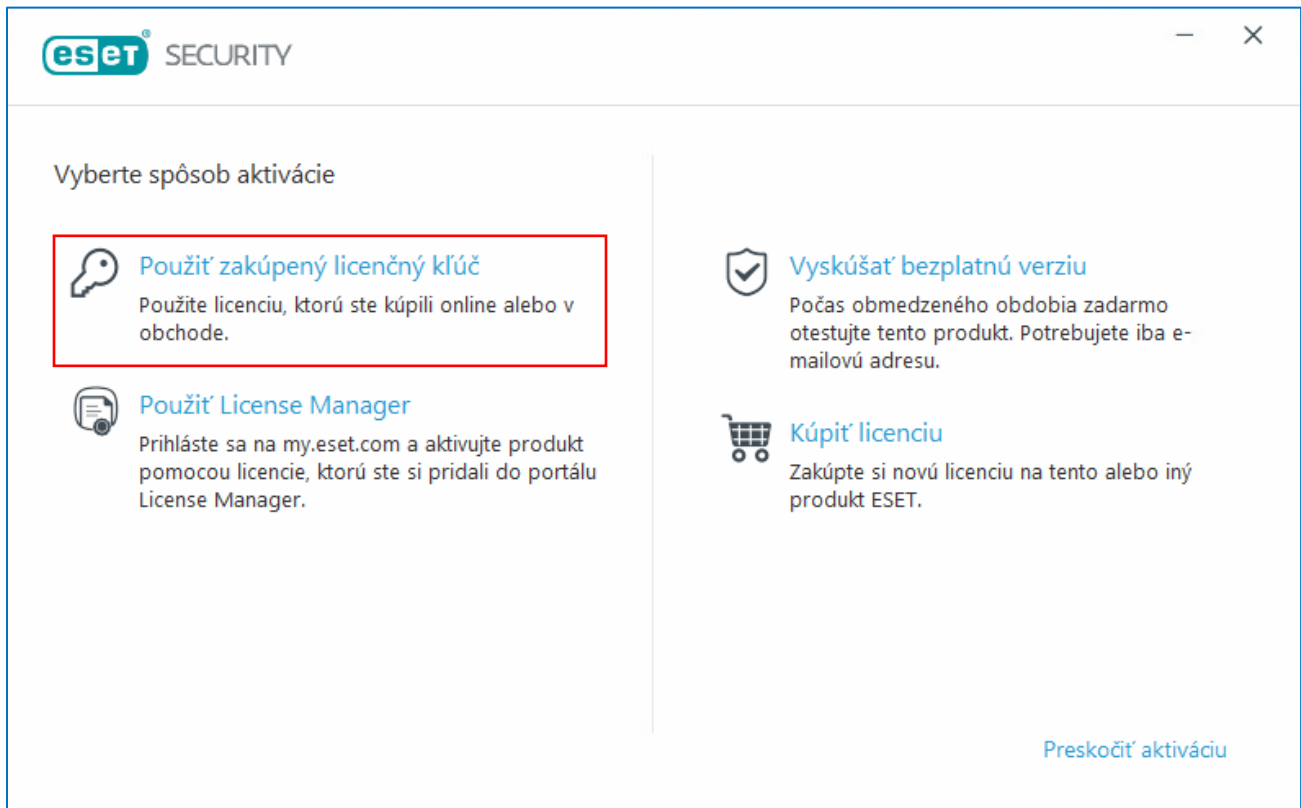 eset® SECURITY
Vyberte spôsob aktivácie
Použiť zakúpený licenčný kľúč
Použite licenciu, ktorú ste kúpili online alebo v
obchode.
Použiť License Manager
Prihláste sa na my.eset.com a aktivujte produkt
pomocou licencie, ktorú ste si pridali do portálu
License Manager.
Vyskúšať bezplatnú verziu
Počas obmedzeného obdobia zadarmo
otestujte tento produkt. Potrebujete iba e-
mailovú adresu.
Kúpiť licenciu
Zakúpte si novú licenciu na tento alebo iný
produkt ESET.
Preskočiť aktiváciu